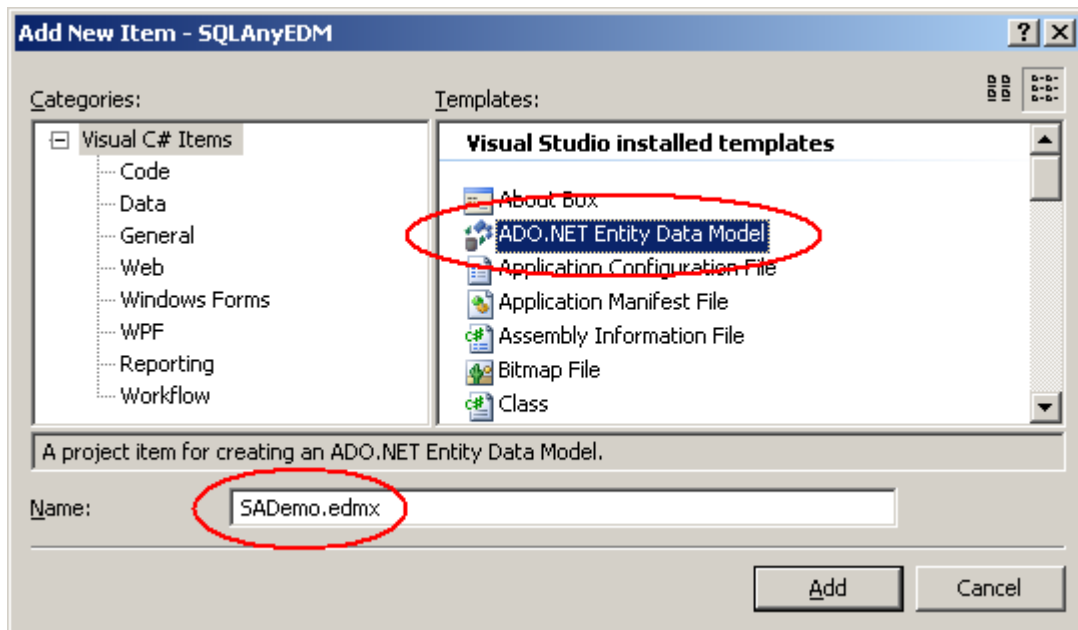 Add New Item - SQLAnyEDM
Categories:
Templates:
Visual C# Items
Code
Data
General
Web
Windows Forms
WPF
Reporting
Workflow
Visual Studio installed templates
About Box
ADO.NET Entity Data Model
Application Configuration File
Application Manifest File
Assembly Information File
Bitmap File
Class
A project item for creating an ADO.NET Entity Data Model.
Name:
SADemo.edmx
Add
Cancel